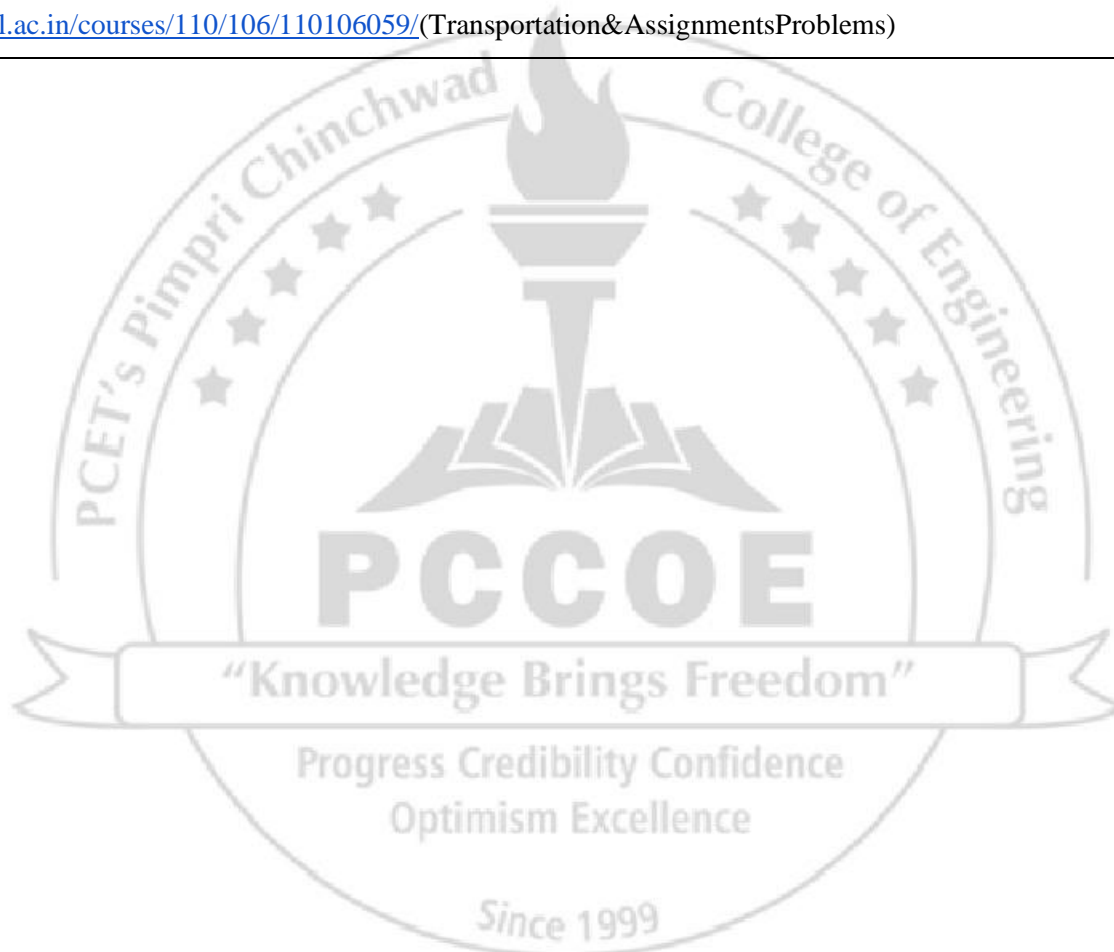 l.ac.in/courses/110/106/110106059/(Transportation&AssignmentsProblems)
PCET's Pimpri Chinchwad College of Engineering
PCCOE
“Knowledge Brings Freedom”
Progress Credibility Confidence
Optimism Excellence
Since 1999